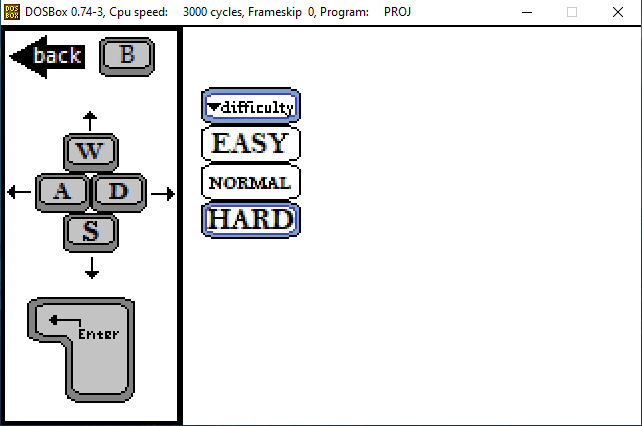 DOSBox 0.74-3, Cpu speed: 3000 cycles, Frameskip 0, Program: PROJ
back B
W
A D
S
Enter
difficulty
EASY
NORMAL
HARD